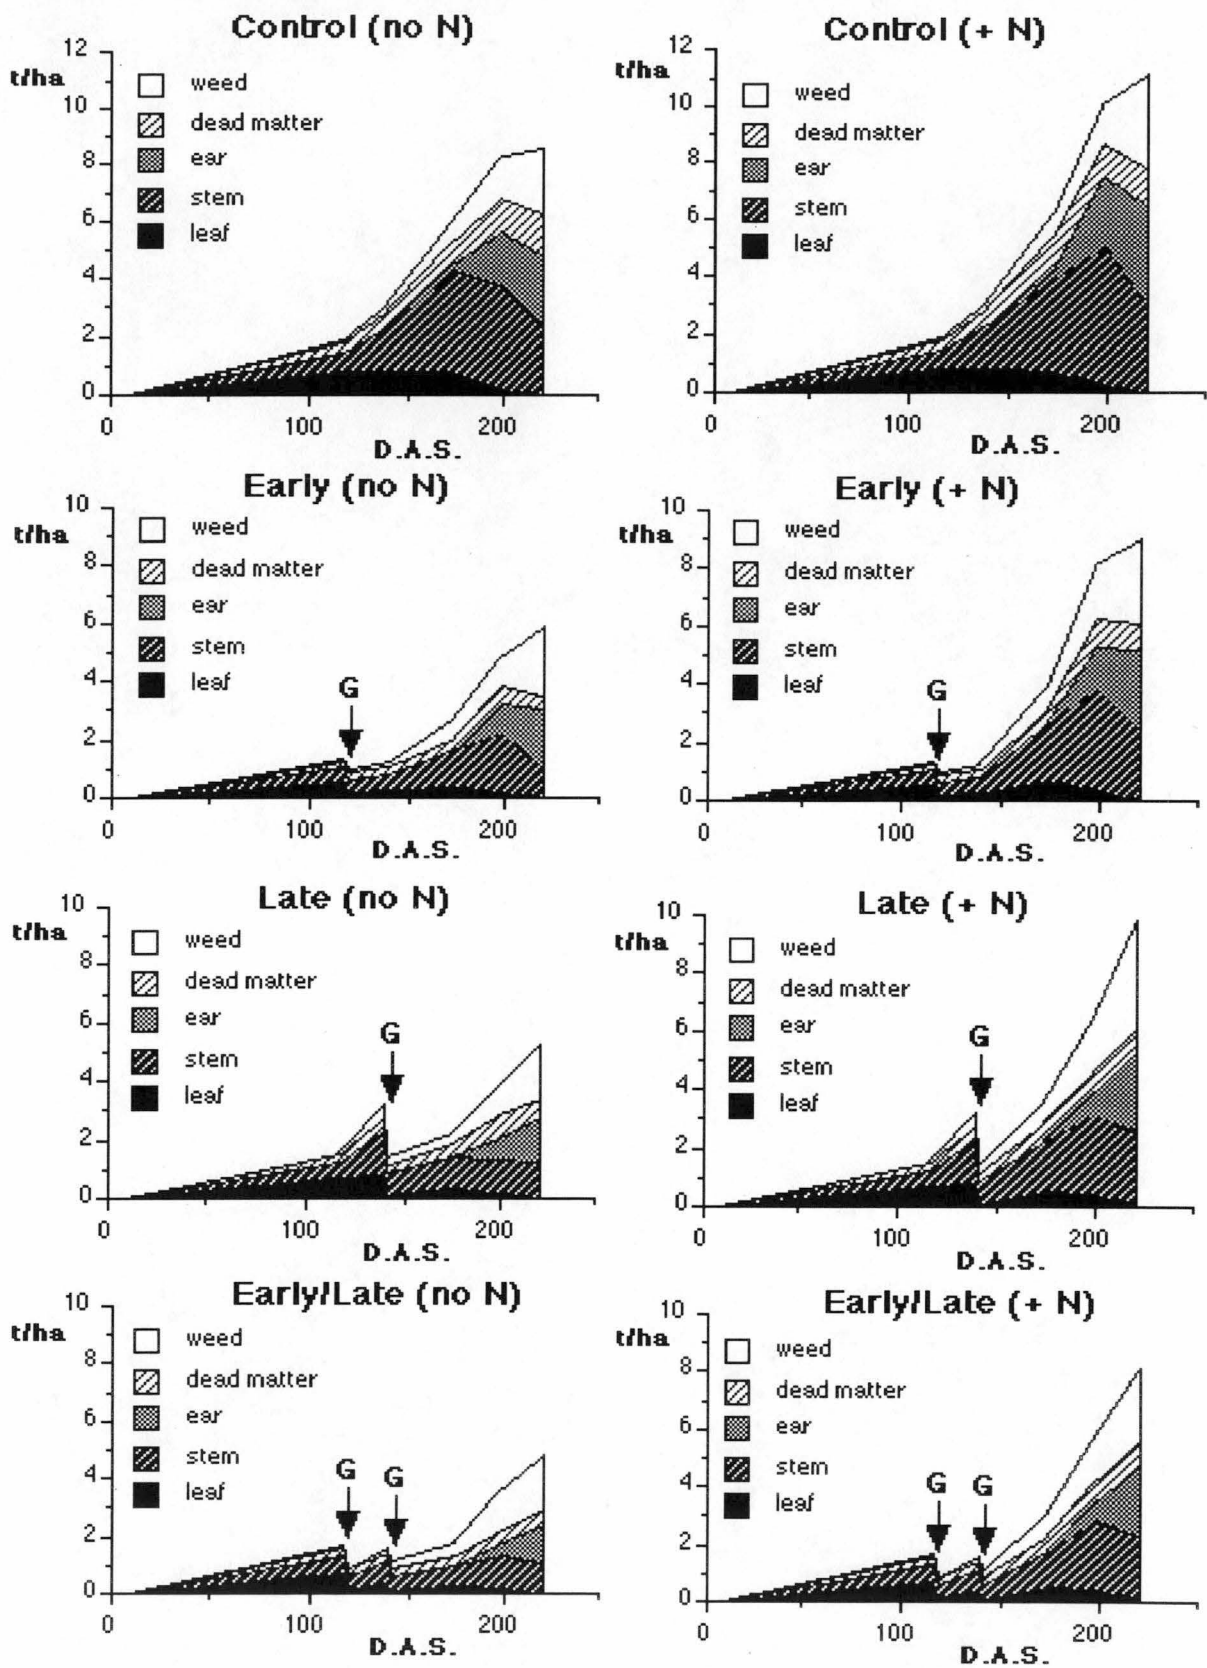 Control (no N)
12
t/ha
10
8
6
4
2
0
weed
dead matter
ear
stem
leaf
0 100 200
D.A.S.
Control (+ N)
12
t/ha
10
8
6
4
2
0
weed
dead matter
ear
stem
leaf
0 100 200
D.A.S.
Early (no N)
10
t/ha
8
6
4
2
0
weed
dead matter
ear
stem
leaf
G
0 100 200
D.A.S.
Early (+ N)
10
t/ha
8
6
4
2
0
weed
dead matter
ear
stem
leaf
G
0 100 200
D.A.S.
Late (no N)
10
t/ha
8
6
4
2
0
weed
dead matter
ear
stem
leaf
G
0 100 200
D.A.S.
Late (+ N)
10
t/ha
8
6
4
2
0
weed
dead matter
ear
stem
leaf
G
0 100 200
D.A.S.
Early/Late (no N)
10
t/ha
8
6
4
2
0
weed
dead matter
ear
stem
leaf
G G
0 100 200
D.A.S.
Early/Late (+ N)
10
t/ha
8
6
4
2
0
weed
dead matter
ear
stem
leaf
G G
0 100 200
D.A.S.